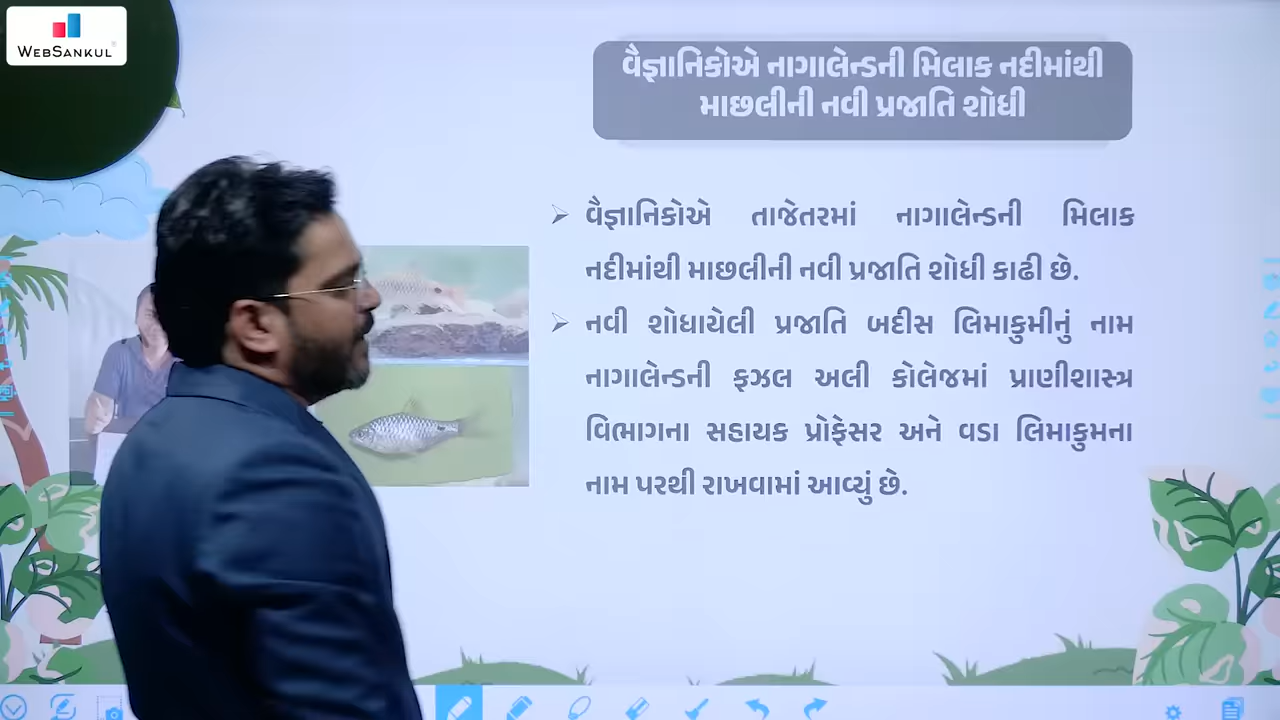 WEBSANKUL
વૈજ્ઞાનિકોએ નાગાલેન્ડની મિલાક નદીમાંથી
માછલીની નવી પ્રજાતિ શોધી
વૈજ્ઞાનિકોએ તાજેતરમાં નાગાલેન્ડની મિલાક
નદીમાંથી માછલીની નવી પ્રજાતિ શોધી કાઢી છે.
નવી શોધાયેલી પ્રજાતિ બદીસ લિમાકુમીનું નામ
નાગાલેન્ડની ફઝલ અલી કોલેજમાં પ્રાણીશાસ્ત્ર
વિભાગના સહાયક પ્રોફેસર અને વડા લિમાકુમના
નામ પરથી રાખવામાં આવ્યું છે.